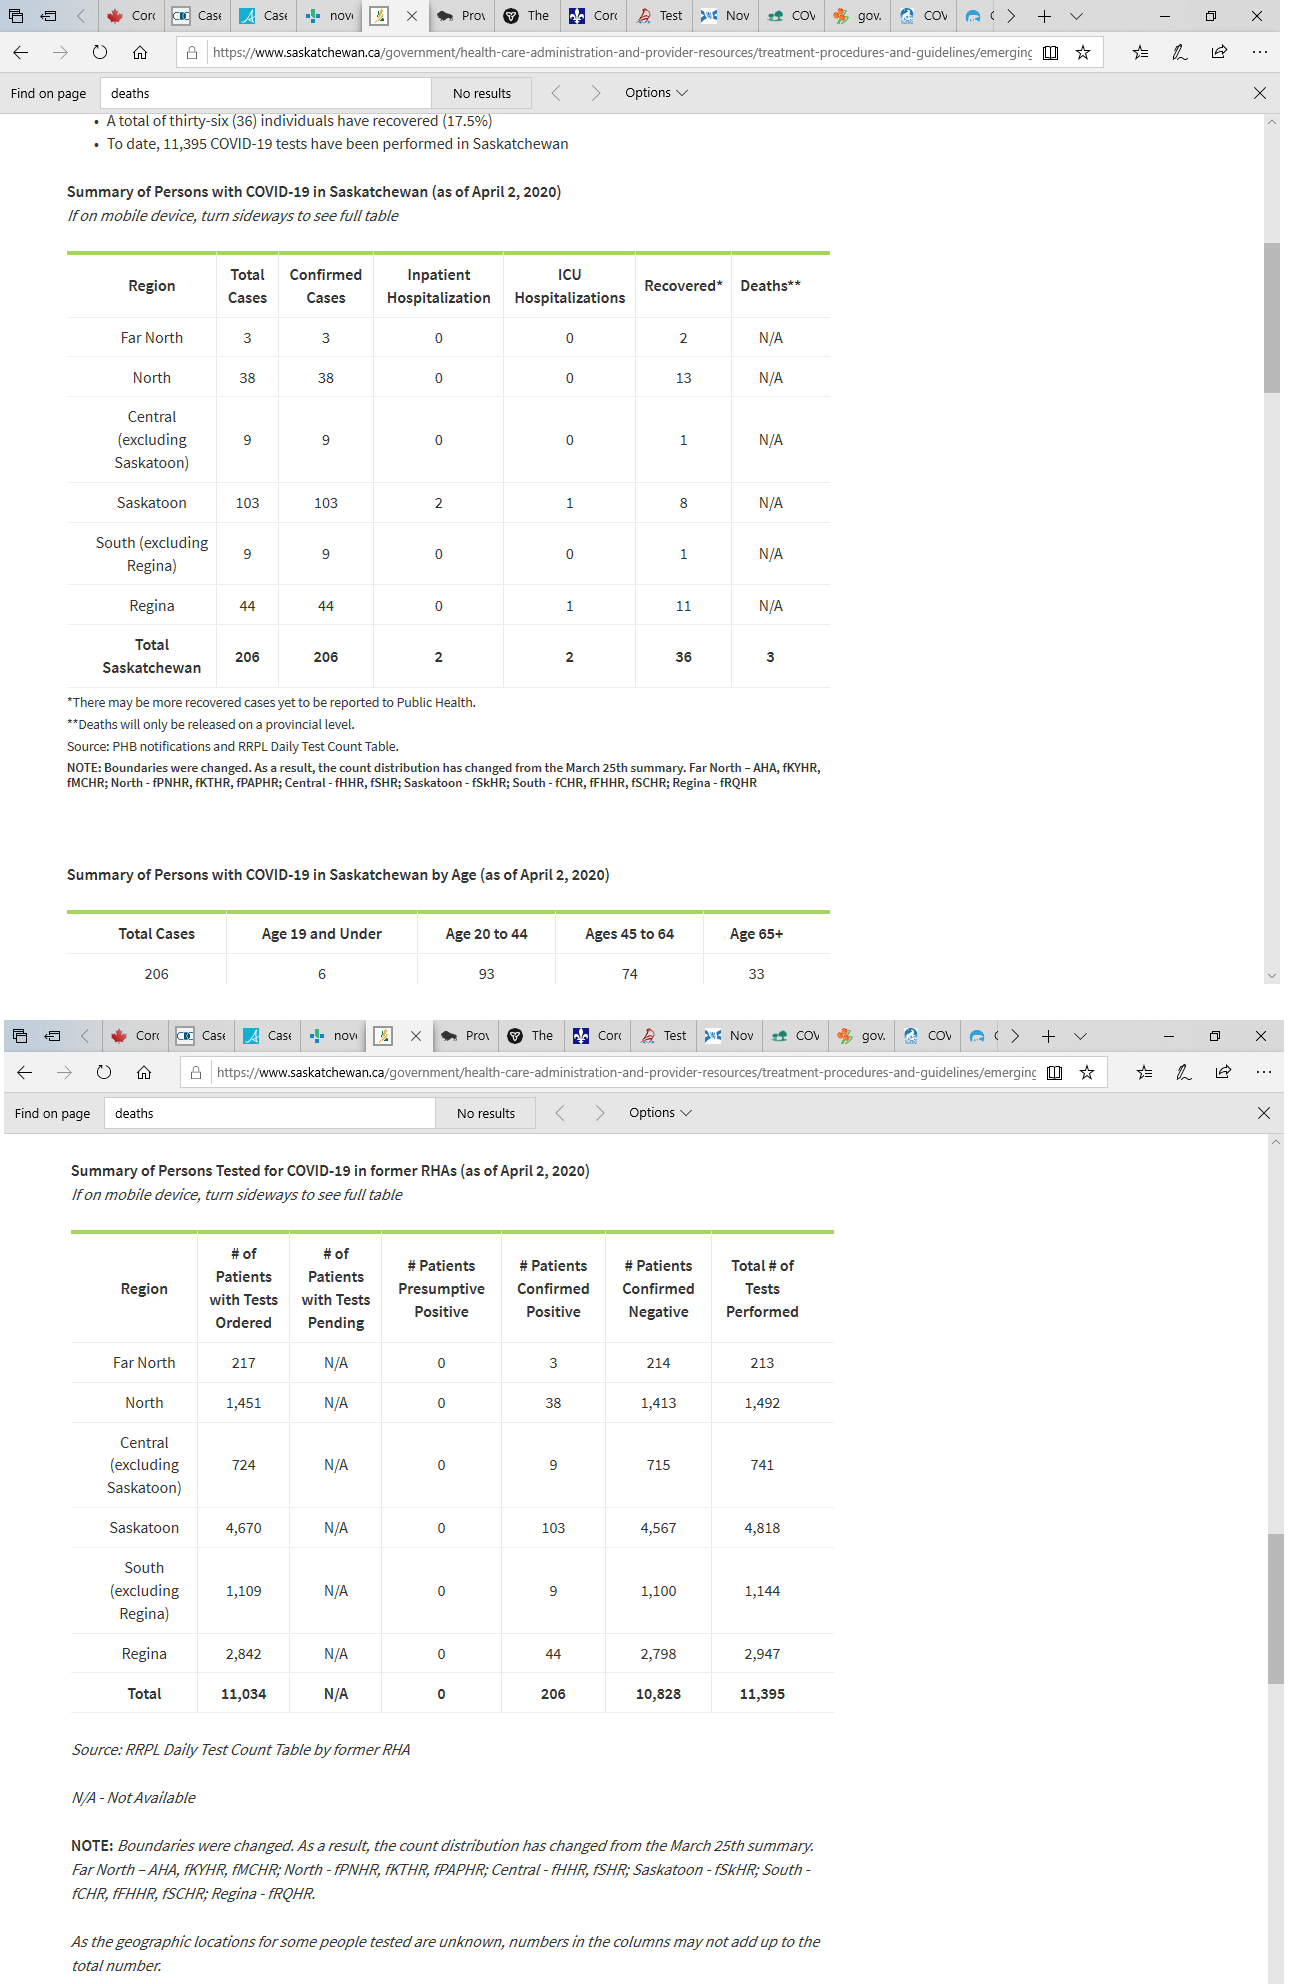 Core Case Case nove Prov The Core Test Nov COV gov. COV
https://www.saskatchewan.ca/government/health-care-administration-and-provider-resources/treatment-procedures-and-guidelines/emerging
Find on page deaths No results Options
• A total of thirty-six (36) individuals have recovered (17.5%)
• To date, 11,395 COVID-19 tests have been performed in Saskatchewan
Summary of Persons with COVID-19 in Saskatchewan (as of April 2, 2020)
If on mobile device, turn sideways to see full table
Region Total Cases Confirmed Cases Inpatient Hospitalization ICU Hospitalizations Recovered* Deaths**
Far North 3 3 0 0 2 N/A
North 38 38 0 0 13 N/A
Central (excluding Saskatoon) 9 9 0 0 1 N/A
Saskatoon 103 103 2 1 8 N/A
South (excluding Regina) 9 9 0 0 1 N/A
Regina 44 44 0 1 11 N/A
Total Saskatchewan 206 206 2 2 36 3
*There may be more recovered cases yet to be reported to Public Health.
**Deaths will only be released on a provincial level.
Source: PHB notifications and RRPL Daily Test Count Table.
NOTE: Boundaries were changed. As a result, the count distribution has changed from the March 25th summary. Far North – AHA, fKYHR,
fMCHR; North - fPNHR, fKTHR, fPAPHR; Central - fHHR, fSHR; Saskatoon - fSkHR; South - fCHR, fFHHR, fSCHR; Regina - fRQHR
Summary of Persons with COVID-19 in Saskatchewan by Age (as of April 2, 2020)
Total Cases Age 19 and Under Age 20 to 44 Ages 45 to 64 Age 65+
206 6 93 74 33
Core Case Case nove Prov The Core Test Nov COV gov. COV
https://www.saskatchewan.ca/government/health-care-administration-and-provider-resources/treatment-procedures-and-guidelines/emerging
Find on page deaths No results Options
Summary of Persons Tested for COVID-19 in former RHAs (as of April 2, 2020)
If on mobile device, turn sideways to see full table
Region # of Patients with Tests Ordered # of Patients with Tests Pending # Patients Presumptive Positive # Patients Confirmed Positive # Patients Confirmed Negative Total # of Tests Performed
Far North 217 N/A 0 3 214 213
North 1,451 N/A 0 38 1,413 1,492
Central (excluding Saskatoon) 724 N/A 0 9 715 741
Saskatoon 4,670 N/A 0 103 4,567 4,818
South (excluding Regina) 1,109 N/A 0 9 1,100 1,144
Regina 2,842 N/A 0 44 2,798 2,947
Total 11,034 N/A 0 206 10,828 11,395
Source: RRPL Daily Test Count Table by former RHA
N/A - Not Available
NOTE: Boundaries were changed. As a result, the count distribution has changed from the March 25th summary.
Far North – AHA, fKYHR, fMCHR; North - fPNHR, fKTHR, fPAPHR; Central - fHHR, fSHR; Saskatoon - fSkHR; South -
fCHR, fFHHR, fSCHR; Regina - fRQHR.
As the geographic locations for some people tested are unknown, numbers in the columns may not add up to the
total number.